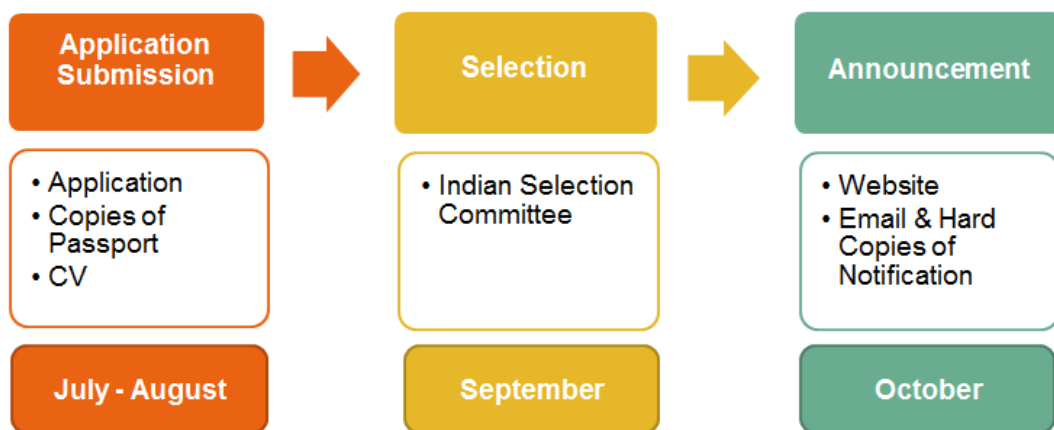 Application
Submission
Selection
Announcement
• Application
• Copies of
Passport
• CV
• Indian Selection
Committee
• Website
• Email & Hard
Copies of
Notification
July - August
September
October